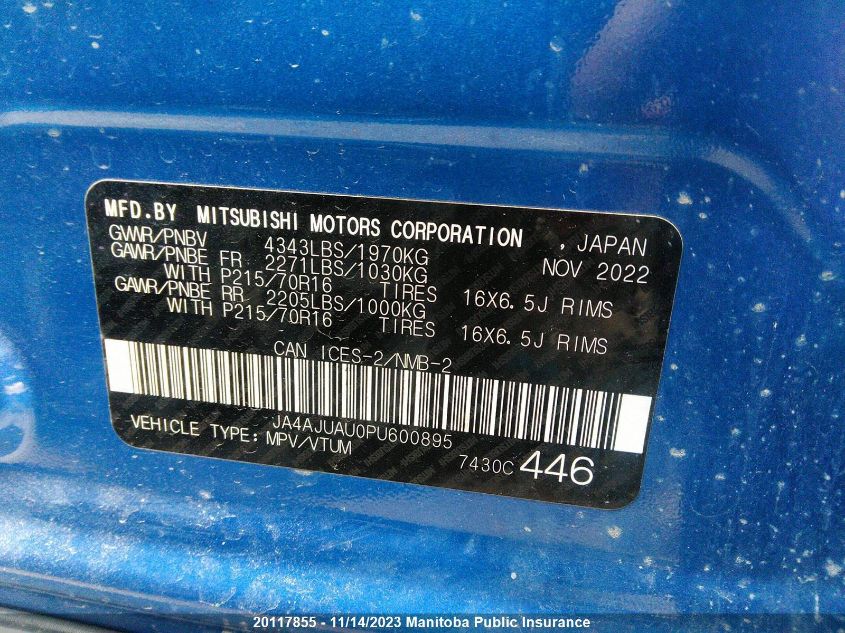 MFD.BY MITSUBISHI MOTORS CORPORATION , JAPAN
GVWR/PNBV 4343LBS/1970KG NOV 2022
GAWR/PNBE FR 2271LBS/1030KG
WITH P215/70R16 TIRES 16X6.5J RIMS
GAWR/PNBE RR 2205LBS/1000KG
WITH P215/70R16 TIRES 16X6.5J RIMS
CAN ICES-2/NMB-2
JA4AJUAU0PU600895
VEHICLE TYPE: MPV/VTUM
7430C 446
20117855 - 11/14/2023 Manitoba Public Insurance